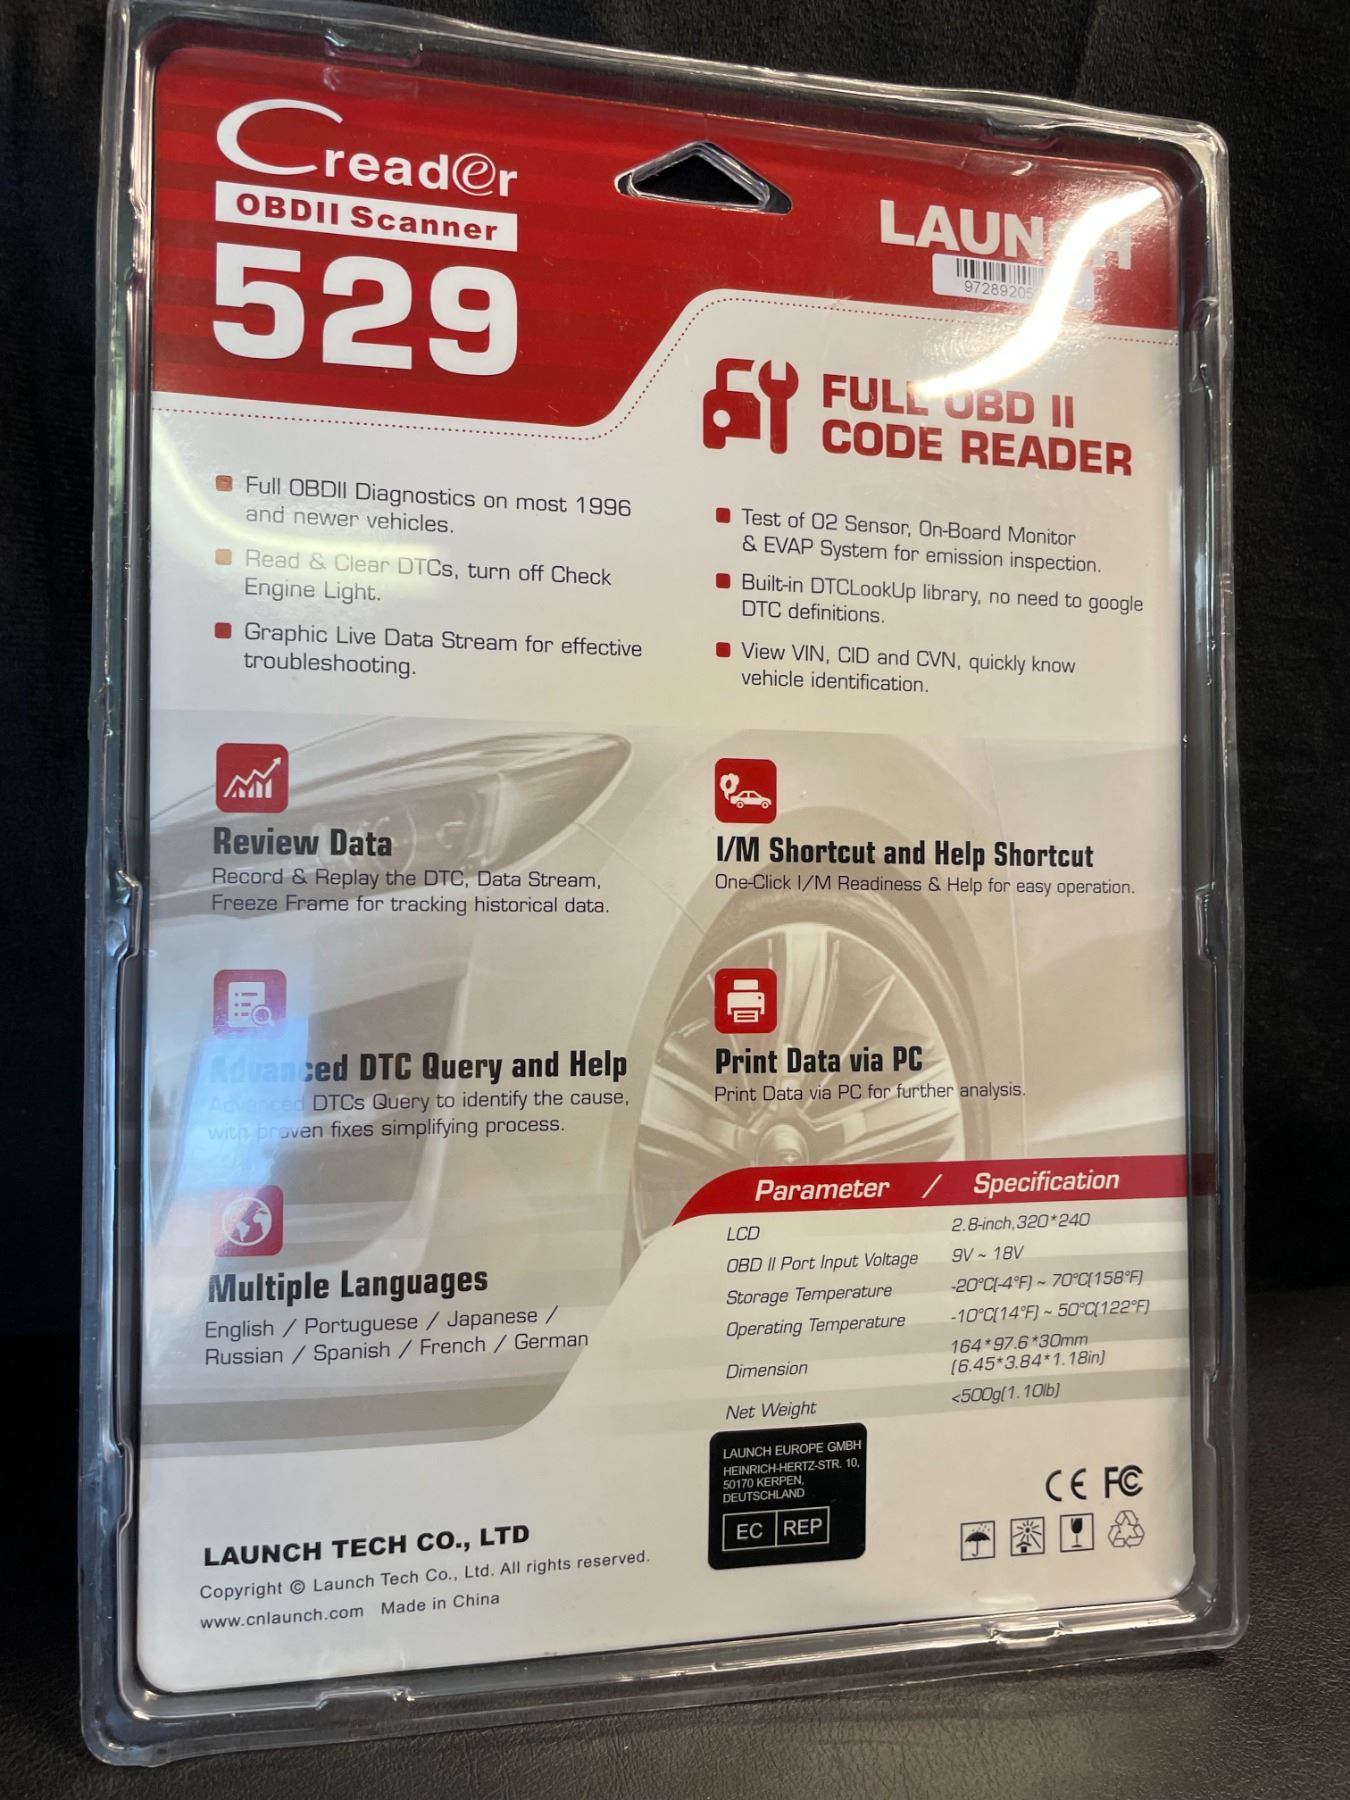 Creader
OBDII Scanner
529
LAUNCH
97289205
FULL OBD II
CODE READER
Full OBDII Diagnostics on most 1996
and newer vehicles.
Read & Clear DTCs, turn off Check
Engine Light.
Graphic Live Data Stream for effective
troubleshooting.
Test of O2 Sensor, On-Board Monitor
& EVAP System for emission inspection.
Built-in DTCLookUp library, no need to google
DTC definitions.
View VIN, CID and CVN, quickly know
vehicle identification.
Review Data
Record & Replay the DTC, Data Stream,
Freeze Frame for tracking historical data.
I/M Shortcut and Help Shortcut
One-Click I/M Readiness & Help for easy operation.
Advanced DTC Query and Help
Advanced DTCs Query to identify the cause,
with proven fixes simplifying process.
Print Data via PC
Print Data via PC for further analysis.
Multiple Languages
English / Portuguese / Japanese /
Russian / Spanish / French / German
Parameter / Specification
LCD 2.8-inch,320*240
OBD II Port Input Voltage 9V ~ 18V
Storage Temperature -20°C(-4°F) ~ 70°C(158°F)
Operating Temperature -10°C(14°F) ~ 50°C(122°F)
Dimension 164*97.6*30mm
(6.45*3.84*1.18in)
Net Weight <500g(1.10lb)
LAUNCH EUROPE GMBH
HEINRICH-HERTZ-STR. 10,
50170 KERPEN,
DEUTSCHLAND
EC REP
CE FC
LAUNCH TECH CO., LTD
Copyright © Launch Tech Co., Ltd. All rights reserved.
www.cnlaunch.com Made in China